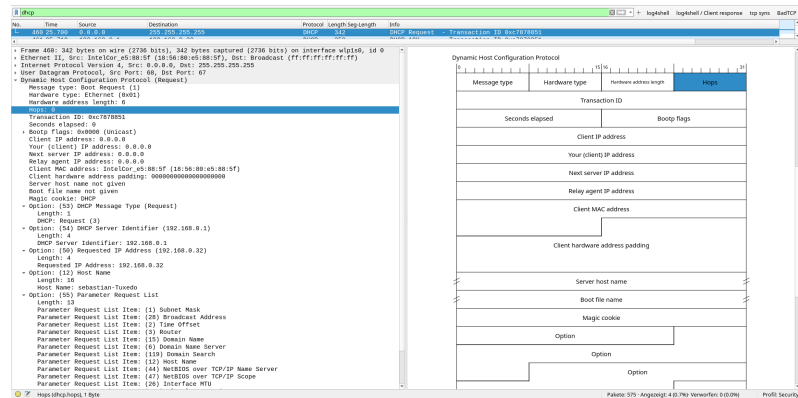 dhcp
log4shell log4shell / Client response tcp syns BadTCP
No. Time Source Destination Protocol Length Seg-Length Info
460 25.700 0.0.0.0 255.255.255.255 DHCP 342 DHCP Request - Transaction ID 0xc7878851
Frame 460: 342 bytes on wire (2736 bits), 342 bytes captured (2736 bits) on interface wlp1s0, id 0
Ethernet II, Src: IntelCor_e5:88:5f (18:56:80:e5:88:5f), Dst: Broadcast (ff:ff:ff:ff:ff:ff)
Internet Protocol Version 4, Src: 0.0.0.0, Dst: 255.255.255.255
User Datagram Protocol, Src Port: 68, Dst Port: 67
Dynamic Host Configuration Protocol (Request)
Message type: Boot Request (1)
Hardware type: Ethernet (0x01)
Hardware address length: 6
Hops: 0
Transaction ID: 0xc7878851
Seconds elapsed: 0
Bootp flags: 0x0000 (Unicast)
Client IP address: 0.0.0.0
Your (client) IP address: 0.0.0.0
Next server IP address: 0.0.0.0
Relay agent IP address: 0.0.0.0
Client MAC address: IntelCor_e5:88:5f (18:56:80:e5:88:5f)
Client hardware address padding: 00000000000000000000
Server host name not given
Boot file name not given
Magic cookie: DHCP
Option: (53) DHCP Message Type (Request)
Length: 1
DHCP: Request (3)
Option: (54) DHCP Server Identifier (192.168.0.1)
Length: 4
DHCP Server Identifier: 192.168.0.1
Option: (50) Requested IP Address (192.168.0.32)
Length: 4
Requested IP Address: 192.168.0.32
Option: (12) Host Name
Length: 16
Host Name: sebastian-Tuxedo
Option: (55) Parameter Request List
Length: 13
Parameter Request List Item: (1) Subnet Mask
Parameter Request List Item: (28) Broadcast Address
Parameter Request List Item: (2) Time Offset
Parameter Request List Item: (3) Router
Parameter Request List Item: (15) Domain Name
Parameter Request List Item: (6) Domain Name Server
Parameter Request List Item: (119) Domain Search
Parameter Request List Item: (12) Host Name
Parameter Request List Item: (44) NetBIOS over TCP/IP Name Server
Parameter Request List Item: (47) NetBIOS over TCP/IP Scope
Parameter Request List Item: (26) Interface MTU
Dynamic Host Configuration Protocol
0 15 16 31
Message type Hardware type Hardware address length Hops
Transaction ID
Seconds elapsed Bootp flags
Client IP address
Your (client) IP address
Next server IP address
Relay agent IP address
Client MAC address
Client hardware address padding
Server host name
Boot file name
Magic cookie
Option
Option
Option
Hops (dhcp.hops), 1 Byte
Pakete: 575 · Angezeigt: 4 (0.7%) · Verworfen: 0 (0.0%)
Profil: Security